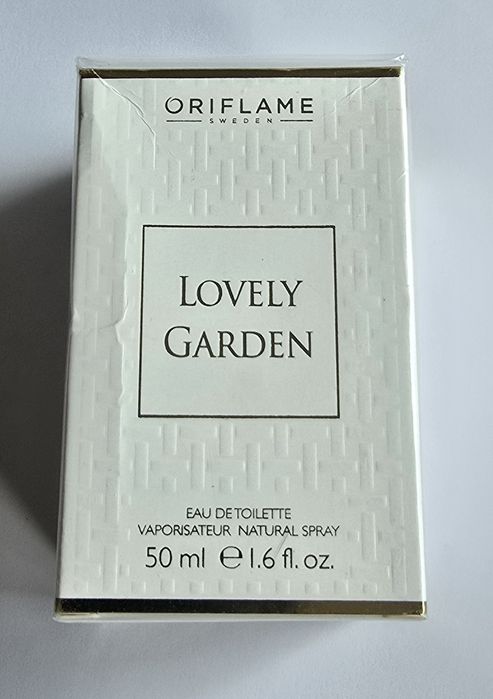 ORIFLAME
SWEDEN
LOVELY
GARDEN
EAU DE TOILETTE
VAPORISATEUR NATURAL SPRAY
50 ml ℮ 1.6 fl. oz.